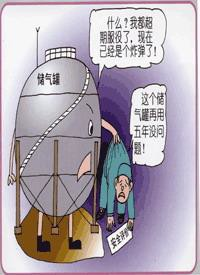 什么？我都超
期服役了，现在
已经是个炸弹了！
储气罐
这个储
气罐再用
五年没问
题！
安全评价